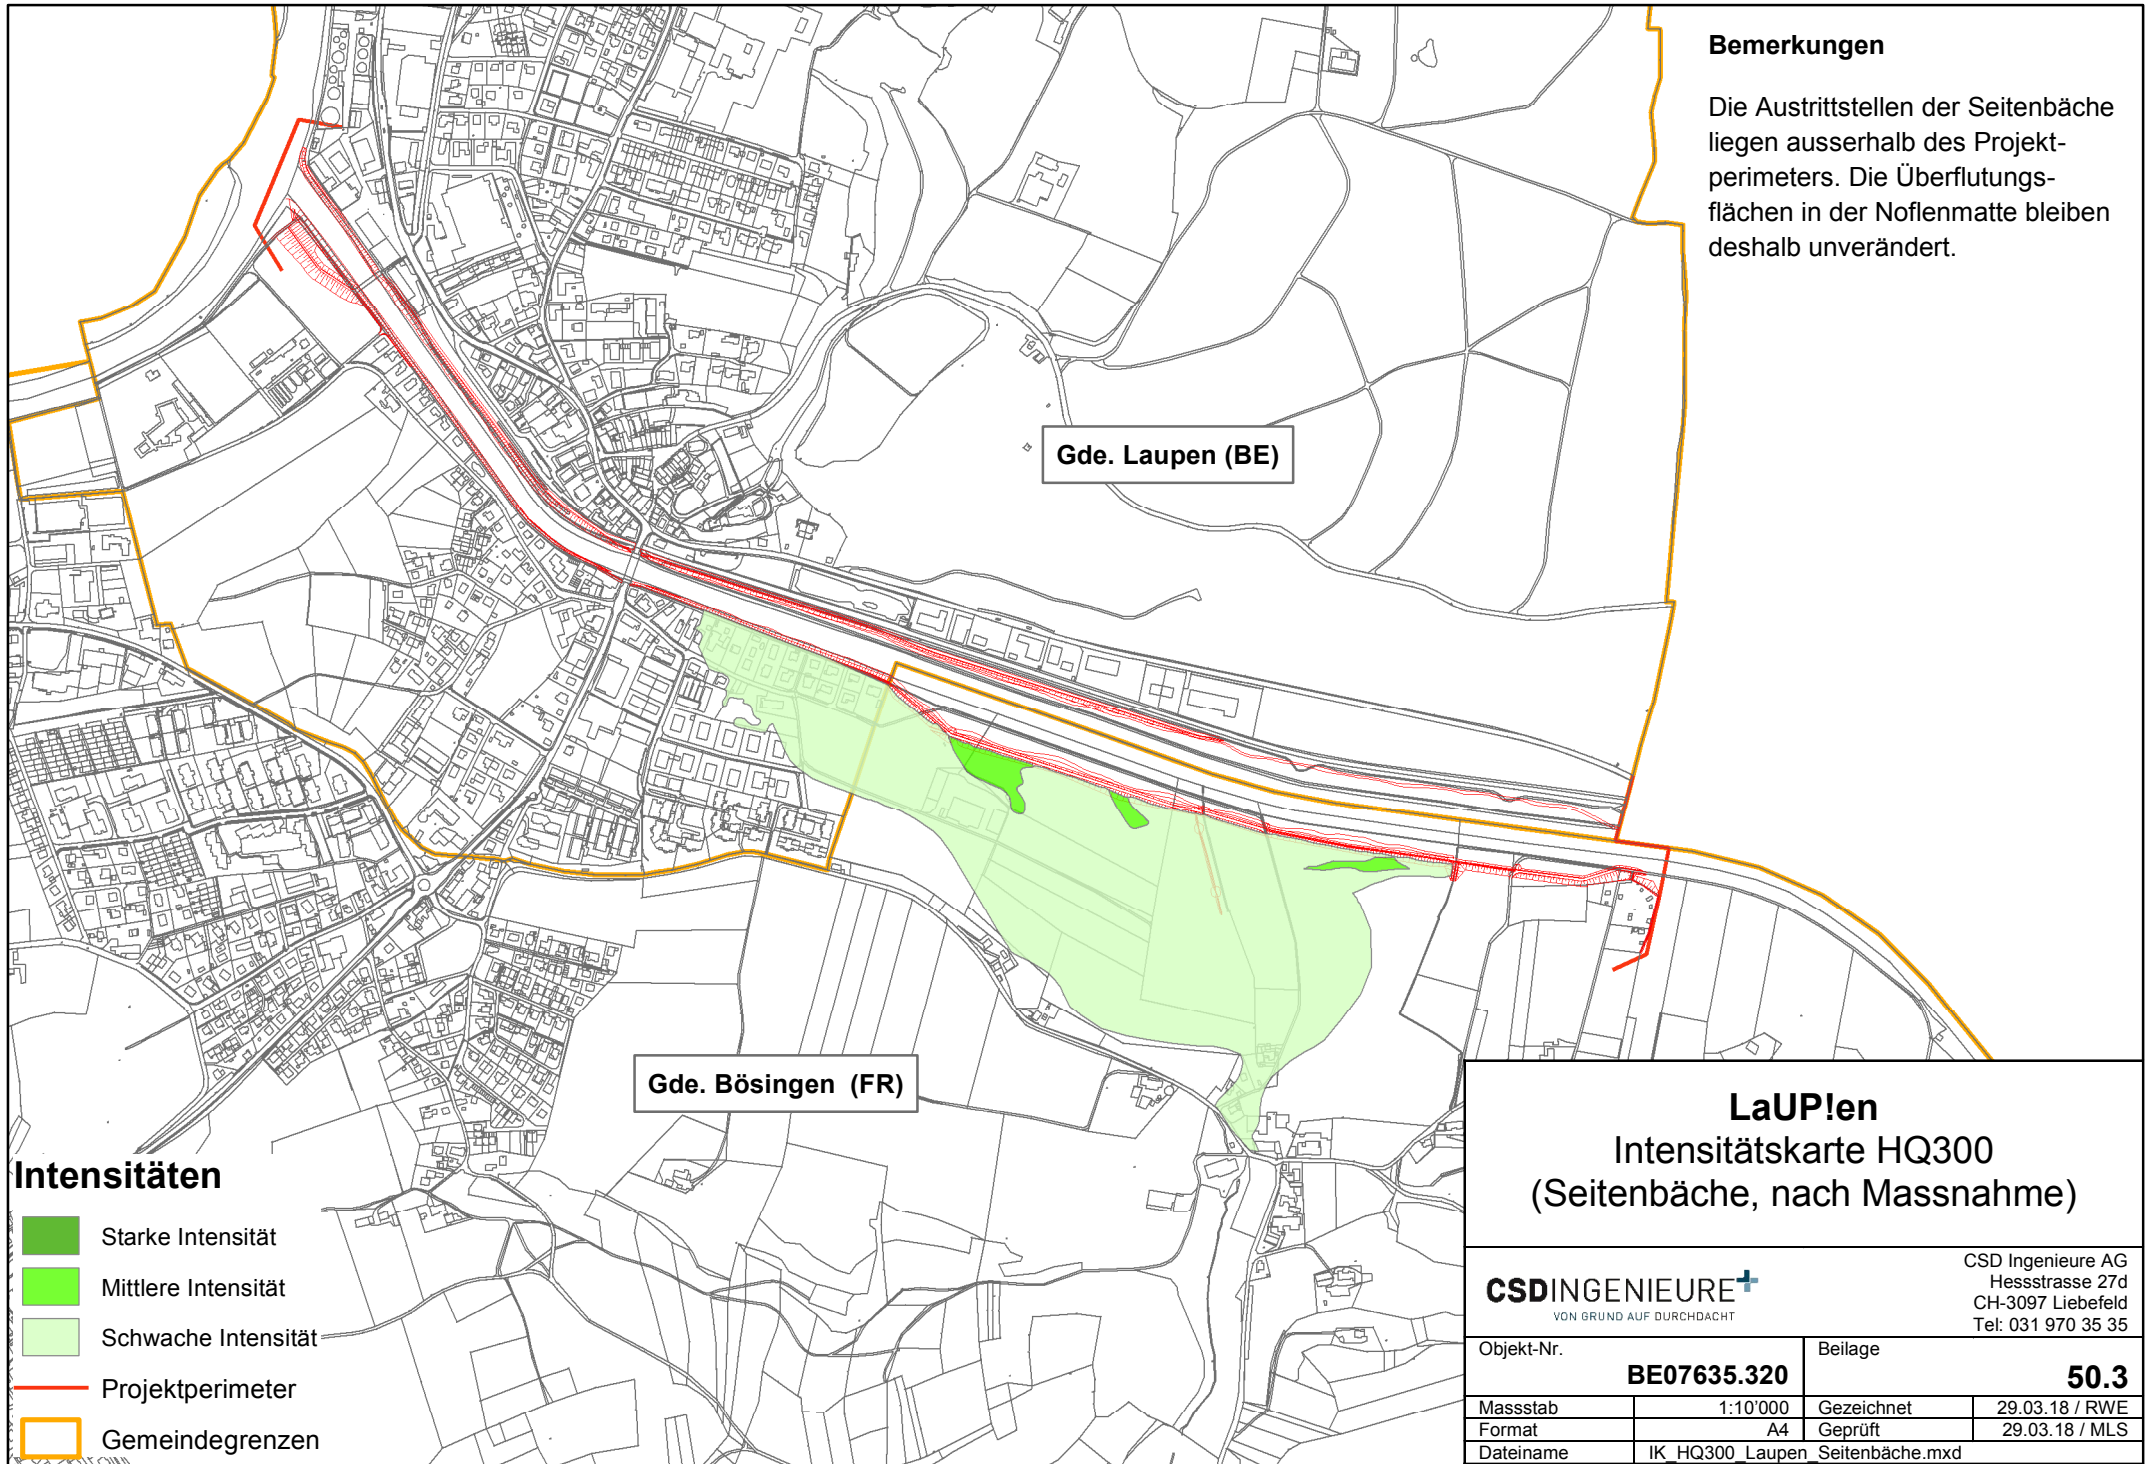 Bemerkungen
Die Austrittstellen der Seitenbäche
liegen ausserhalb des Projekt-
perimeters. Die Überflutungs-
flächen in der Noflenmatte bleiben
deshalb unverändert.
Gde. Laupen (BE)
Gde. Bösingen (FR)
Intensitäten
Starke Intensität
Mittlere Intensität
Schwache Intensität
Projektperimeter
Gemeindegrenzen
LaUP!en
Intensitätskarte HQ300
(Seitenbäche, nach Massnahme)
CSDINGENIEURE
VON GRUND AUF DURCHDACHT
CSD Ingenieure AG
Hessstrasse 27d
CH-3097 Liebefeld
Tel: 031 970 35 35
Objekt-Nr.
BE07635.320
Beilage
50.3
Massstab 1:10'000 Gezeichnet 29.03.18 / RWE
Format A4 Geprüft 29.03.18 / MLS
Dateiname IK_HQ300_Laupen_Seitenbäche.mxd